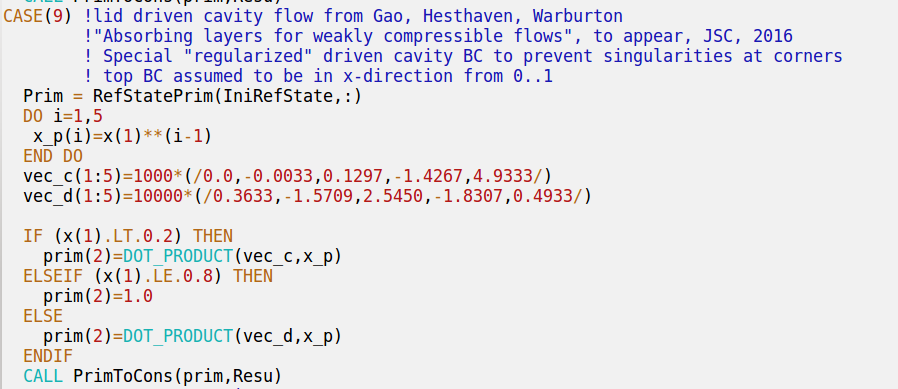 CALL PrimToCons(prim,Resu)
CASE(9) !lid driven cavity flow from Gao, Hesthaven, Warburton
        !"Absorbing layers for weakly compressible flows", to appear, JSC, 2016
        ! Special "regularized" driven cavity BC to prevent singularities at corners
        ! top BC assumed to be in x-direction from 0..1
  Prim = RefStatePrim(IniRefState,:)
  DO i=1,5
   x_p(i)=x(1)**(i-1)
  END DO
  vec_c(1:5)=1000*(/0.0,-0.0033,0.1297,-1.4267,4.9333/)
  vec_d(1:5)=10000*(/0.3633,-1.5709,2.5450,-1.8307,0.4933/)

  IF (x(1).LT.0.2) THEN
    prim(2)=DOT_PRODUCT(vec_c,x_p)
  ELSEIF (x(1).LE.0.8) THEN
    prim(2)=1.0
  ELSE
    prim(2)=DOT_PRODUCT(vec_d,x_p)
  ENDIF
  CALL PrimToCons(prim,Resu)